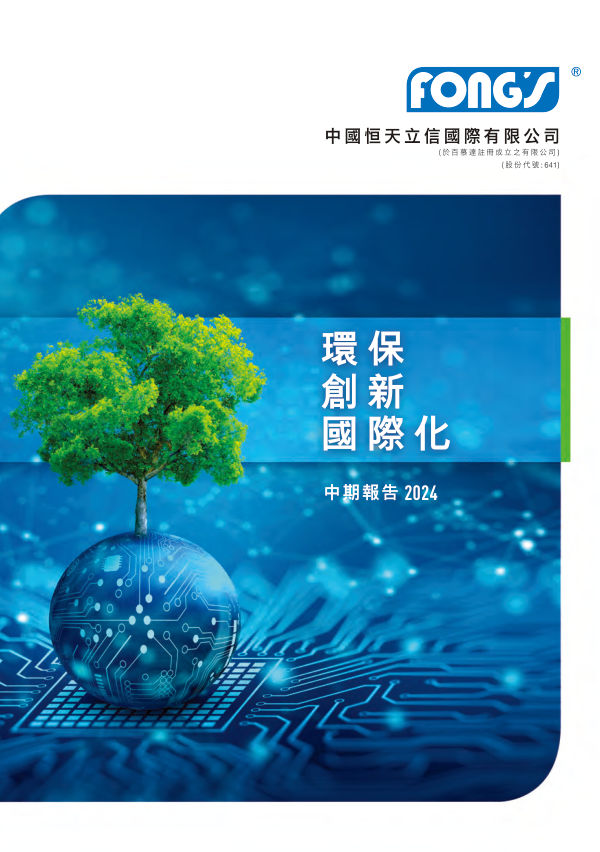 FONG'S®
中國恒天立信國際有限公司
(於百慕達註冊成立之有限公司)
(股份代號:641)
環保
創新
國際化
中期報告 2024